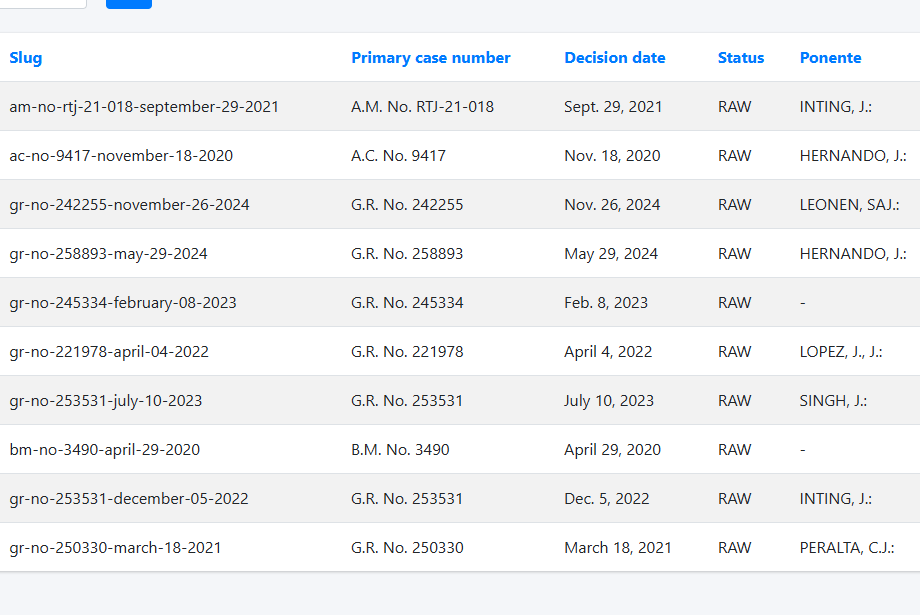 Slug Primary case number Decision date Status Ponente
am-no-rtj-21-018-september-29-2021 A.M. No. RTJ-21-018 Sept. 29, 2021 RAW INTING, J.:
ac-no-9417-november-18-2020 A.C. No. 9417 Nov. 18, 2020 RAW HERNANDO, J.:
gr-no-242255-november-26-2024 G.R. No. 242255 Nov. 26, 2024 RAW LEONEN, SAJ.:
gr-no-258893-may-29-2024 G.R. No. 258893 May 29, 2024 RAW HERNANDO, J.:
gr-no-245334-february-08-2023 G.R. No. 245334 Feb. 8, 2023 RAW -
gr-no-221978-april-04-2022 G.R. No. 221978 April 4, 2022 RAW LOPEZ, J., J.:
gr-no-253531-july-10-2023 G.R. No. 253531 July 10, 2023 RAW SINGH, J.:
bm-no-3490-april-29-2020 B.M. No. 3490 April 29, 2020 RAW -
gr-no-253531-december-05-2022 G.R. No. 253531 Dec. 5, 2022 RAW INTING, J.:
gr-no-250330-march-18-2021 G.R. No. 250330 March 18, 2021 RAW PERALTA, C.J.: